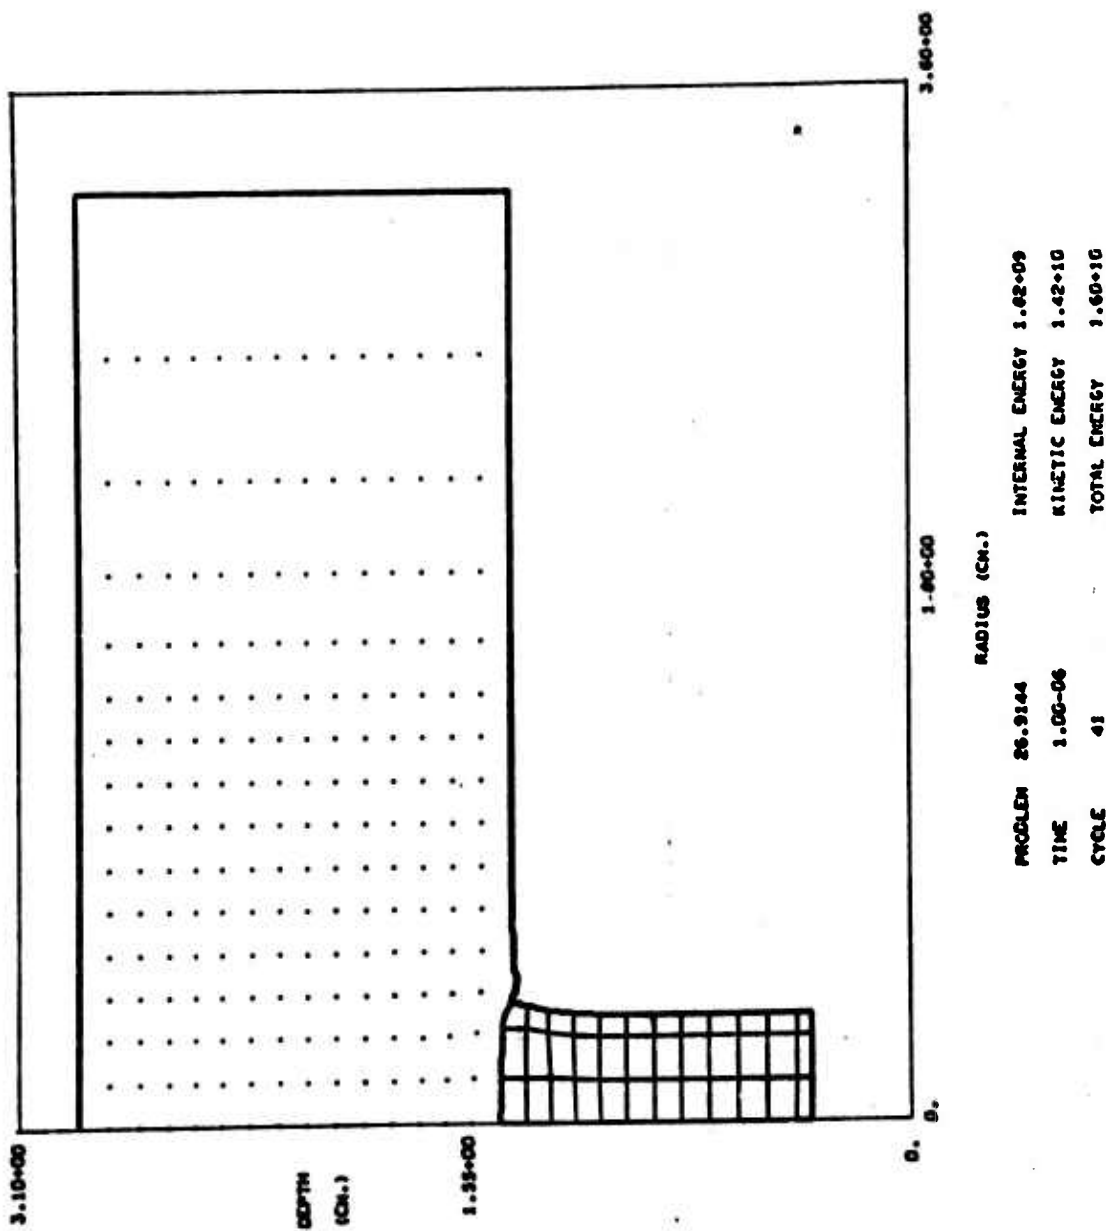 3.10+00
DEPTH
(CM.)
1.55+00
0.
0.
1.80+00
3.60+00
RADIUS (CM.)
PROBLEM 26.9144 INTERNAL ENERGY 1.82+09
TIME 1.00-06 KINETIC ENERGY 1.42+10
CYCLE 41 TOTAL ENERGY 1.60+10